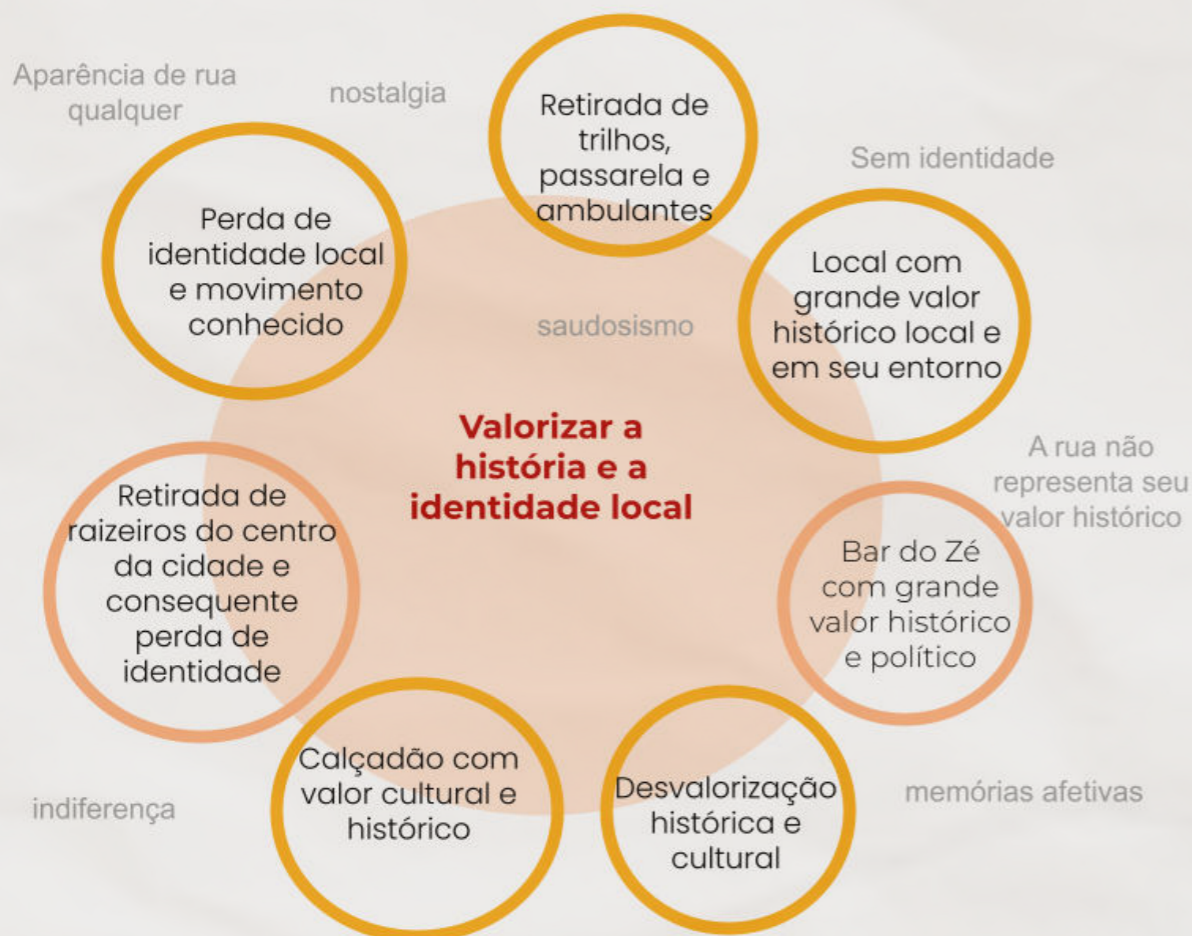 Aparência de rua
qualquer
nostalgia
Retirada de
trilhos,
passarela e
ambulantes
Sem identidade
Perda de
identidade local
e movimento
conhecido
Local com
grande valor
histórico local e
em seu entorno
saudosismo
Valorizar a
história e a
identidade local
A rua não
representa seu
valor histórico
Retirada de
raizeiros do centro
da cidade e
consequente
perda de
identidade
Bar do Zé
com grande
valor histórico
e político
Calçadão com
valor cultural e
histórico
Desvalorização
histórica e
cultural
memórias afetivas
indiferença